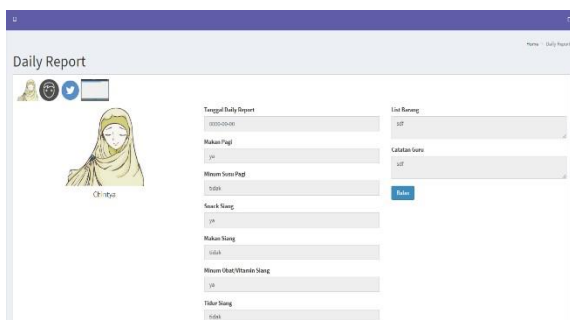 Home > Daily Report
Daily Report
Chintya
Tanggal Daily Report
0000-00-00
Makan Pagi
ya
Minum Susu Pagi
tidak
Snack Siang
ya
Makan Siang
tidak
Minum Obat/Vitamin Siang
ya
Tidur Siang
tidak
List Barang
sdf
Catatan Guru
sdf
Balas